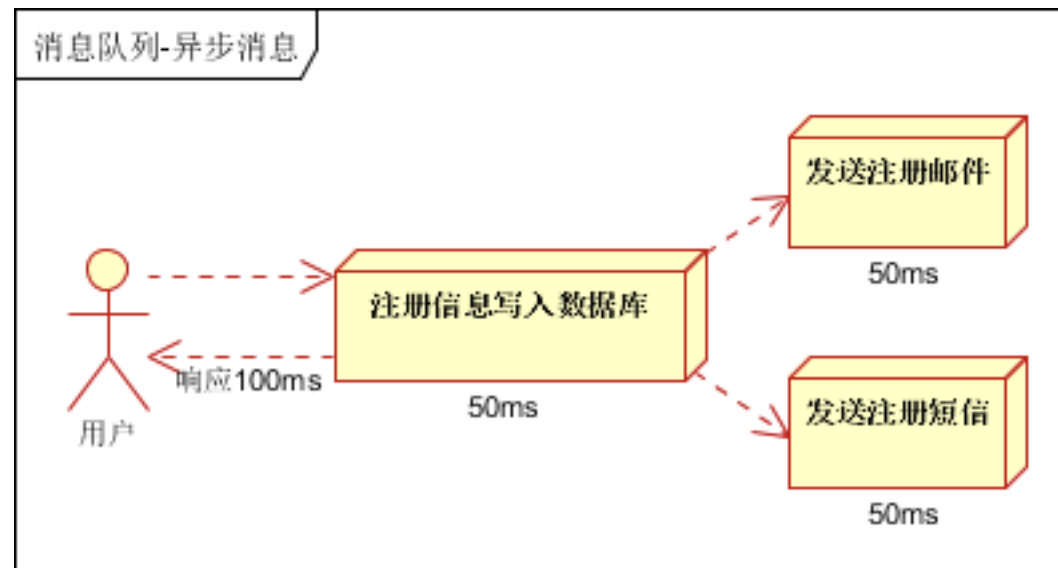 消息队列-异步消息
发送注册邮件
50ms
注册信息写入数据库
响应100ms
50ms
用户
发送注册短信
50ms